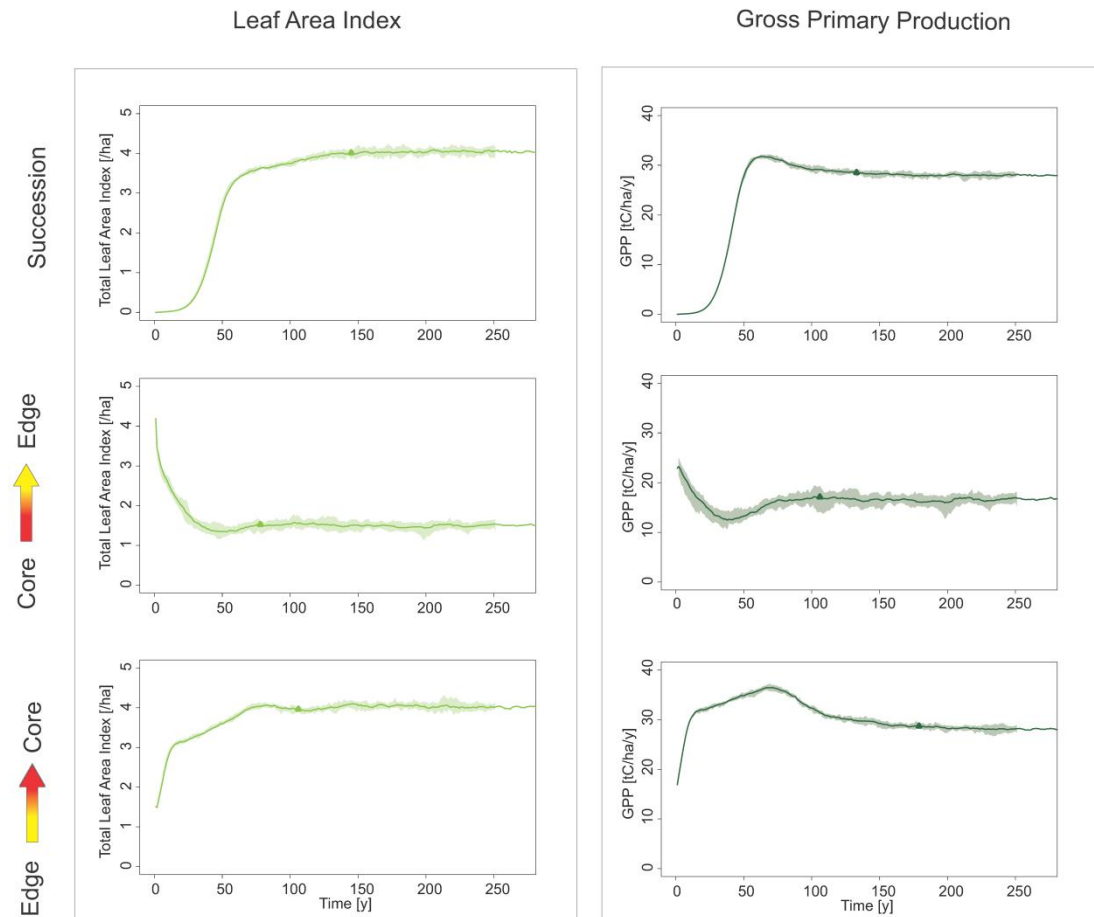 Leaf Area Index
Gross Primary Production
Succession
Total Leaf Area Index [/ha]
0 1 2 3 4 5
0 50 100 150 200 250
GPP [tC/ha/y]
0 10 20 30 40
0 50 100 150 200 250
Core Edge
Total Leaf Area Index [/ha]
0 1 2 3 4 5
0 50 100 150 200 250
GPP [tC/ha/y]
0 10 20 30 40
0 50 100 150 200 250
Edge Core
Total Leaf Area Index [/ha]
0 1 2 3 4 5
0 50 100 150 200 250
Time [y]
GPP [tC/ha/y]
0 10 20 30 40
0 50 100 150 200 250
Time [y]